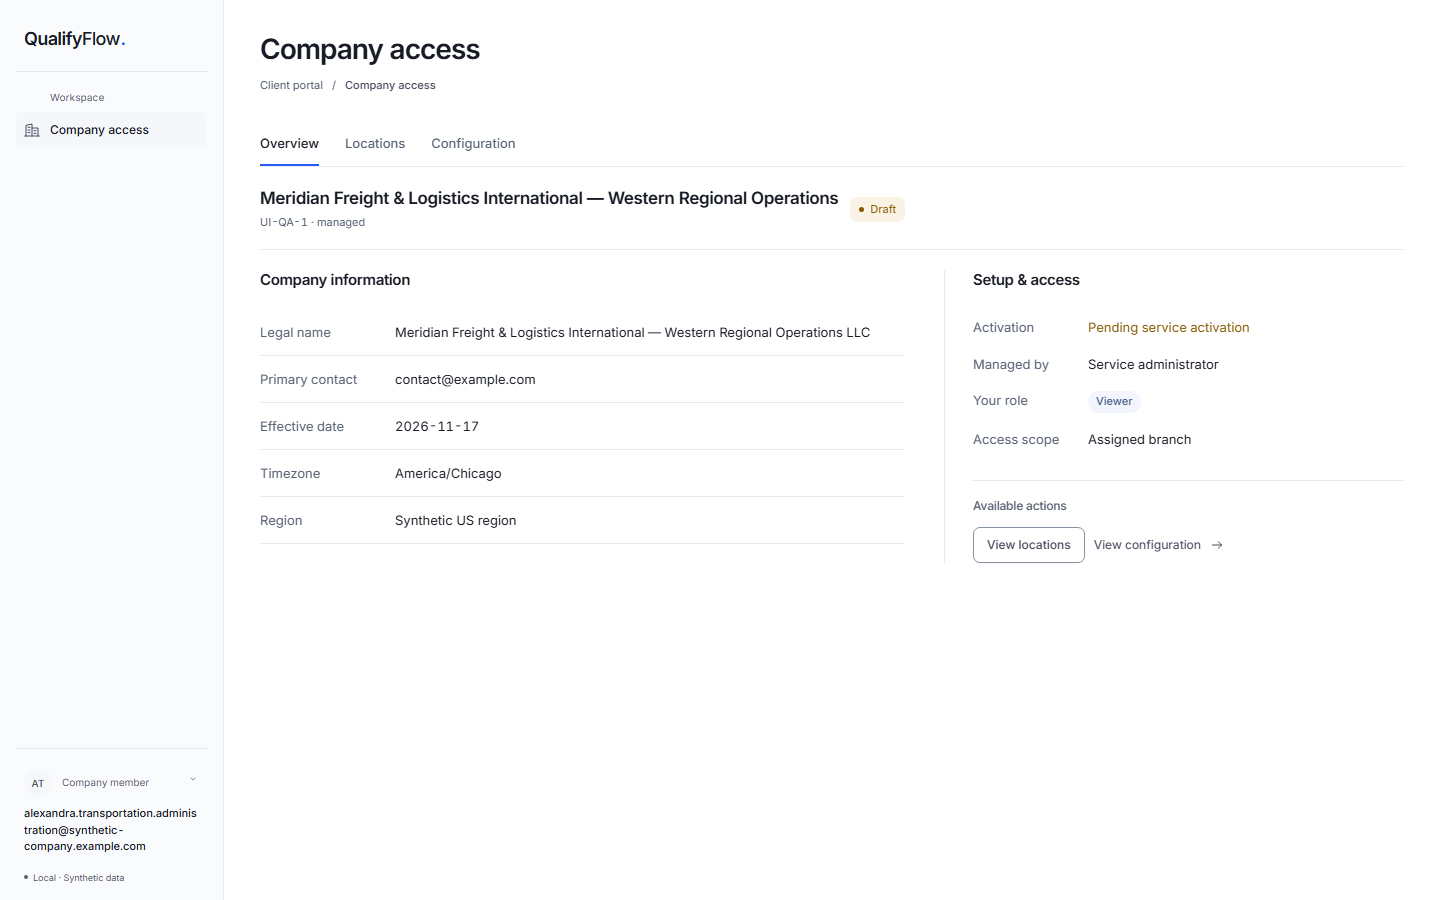 QualifyFlow.
Workspace
Company access
AT
Company member
alexandra.transportation.adminis
tration@synthetic-
company.example.com
Local · Synthetic data
Company access
Client portal / Company access
Overview
Locations
Configuration
Meridian Freight & Logistics International — Western Regional Operations
UI-QA-1 · managed
Draft
Company information
Legal name
Meridian Freight & Logistics International — Western Regional Operations LLC
Primary contact
contact@example.com
Effective date
2026-11-17
Timezone
America/Chicago
Region
Synthetic US region
Setup & access
Activation
Pending service activation
Managed by
Service administrator
Your role
Viewer
Access scope
Assigned branch
Available actions
View locations
View configuration →